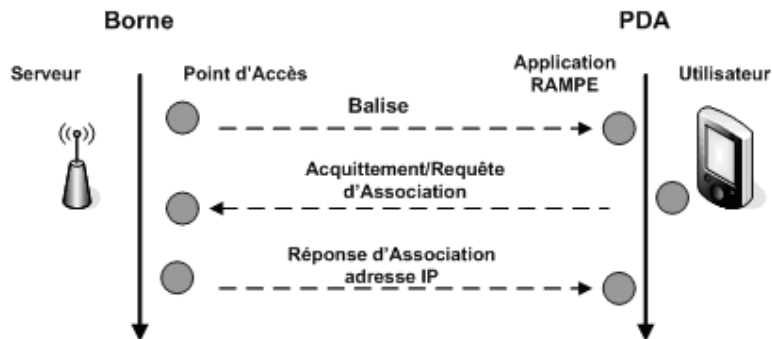 Borne
PDA
Serveur
Point d'Accès
Application
RAMPE
Utilisateur
Balise
Acquittement/Requête
d'Association
Réponse d'Association
adresse IP